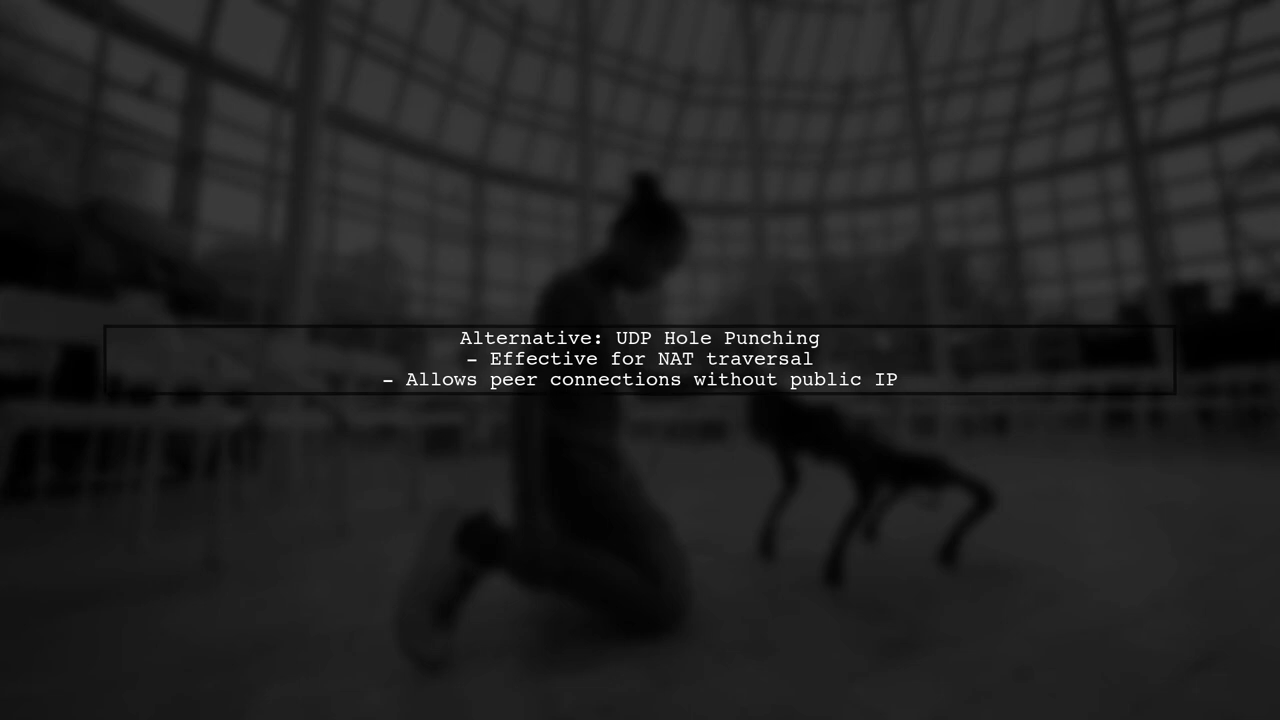 Alternative: UDP Hole Punching
- Effective for NAT traversal
- Allows peer connections without public IP